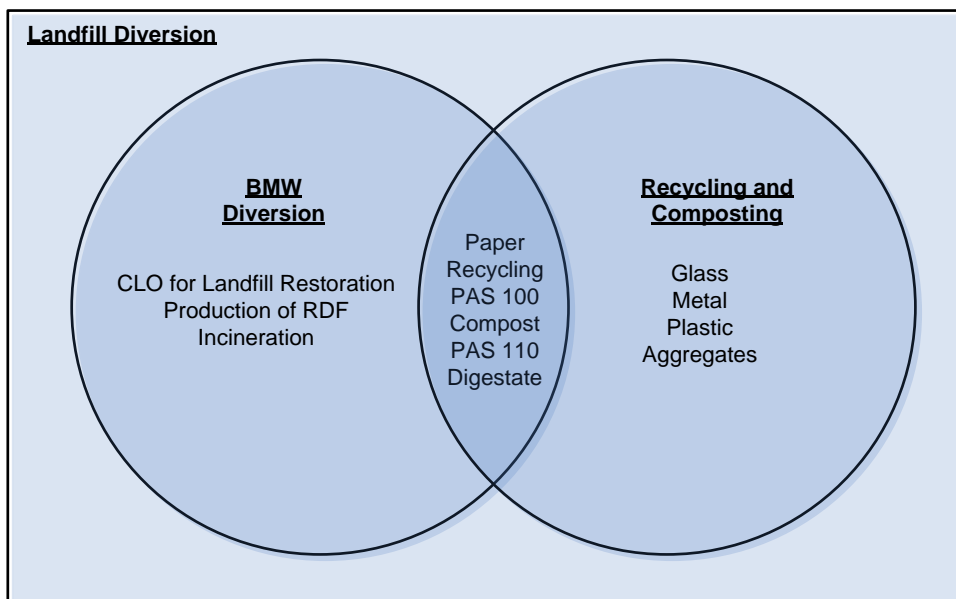 Landfill Diversion
BMW
Diversion
CLO for Landfill Restoration
Production of RDF
Incineration
Paper
Recycling
PAS 100
Compost
PAS 110
Digestate
Recycling and
Composting
Glass
Metal
Plastic
Aggregates